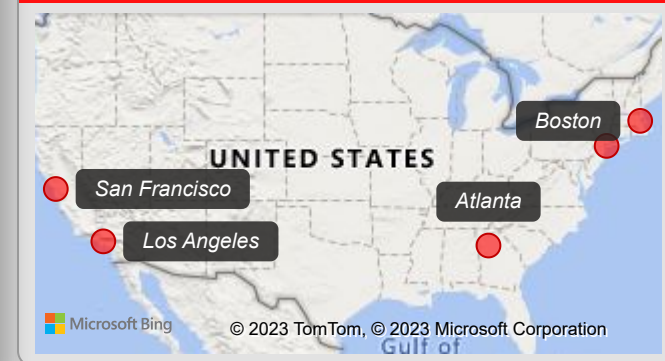 Boston
UNITED STATES
San Francisco
Atlanta
Los Angeles
Microsoft Bing
© 2023 TomTom, © 2023 Microsoft Corporation
Gulf of